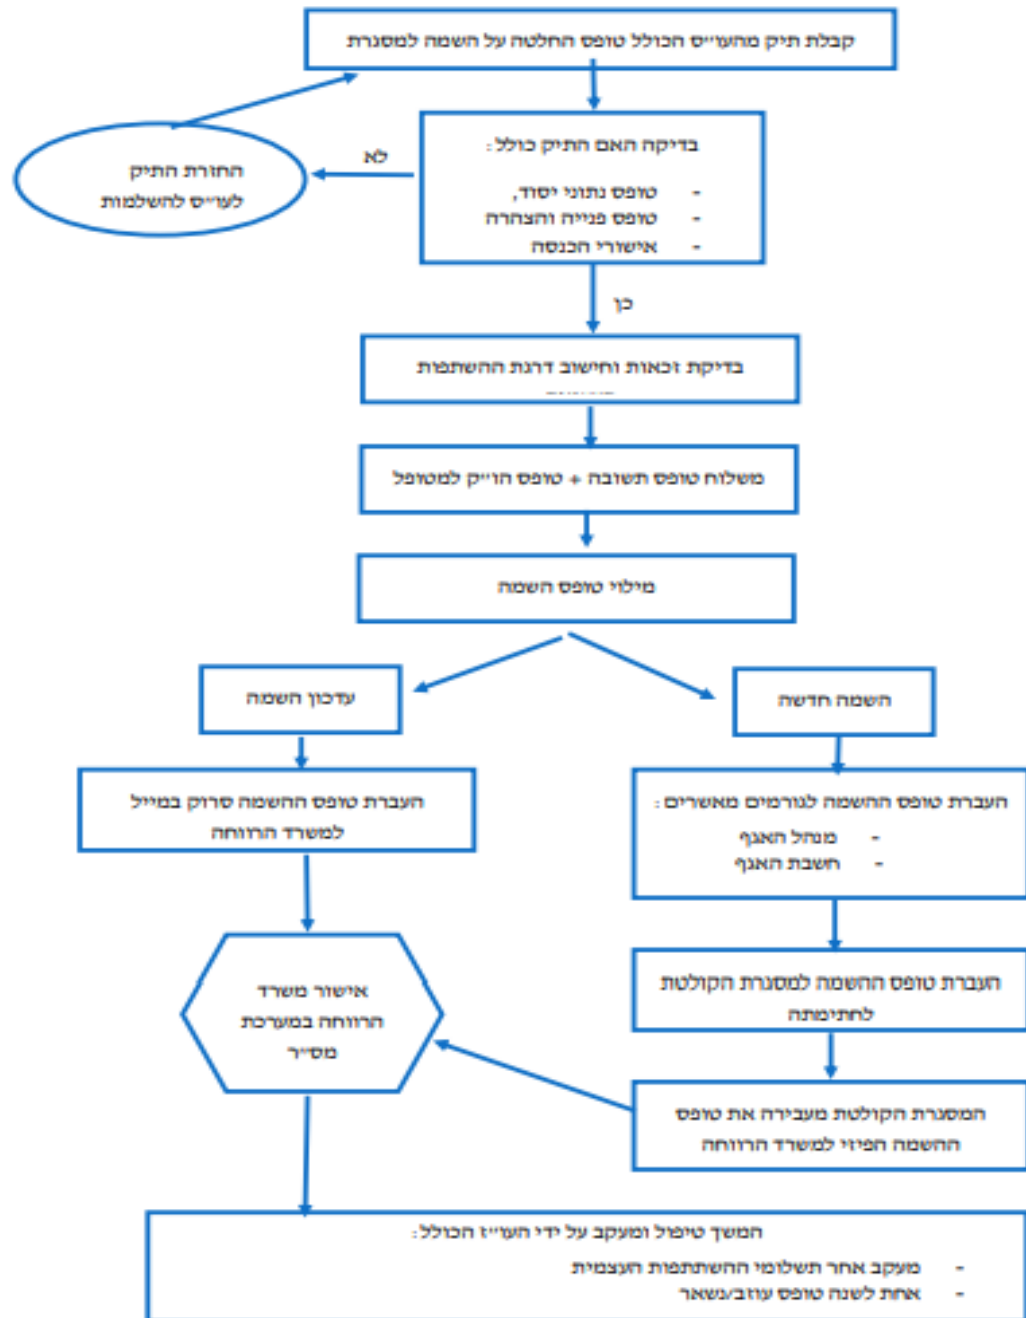 קבלת תיק מהעו"ס הכולל טופס החלטה על השמה למסגרת
בדיקה האם התיק כולל:
- טופס נתוני יסוד,
- טופס פנייה והצהרה
- אישורי הכנסה
לא
החזרת התיק
לעו"ס להשלמות
כן
בדיקת זכאות וחישוב דרגת ההשתפות
משלוח טופס תשובה + טופס הו"ק למטופל
מילוי טופס השמה
עדכון השמה
השמה חדשה
העברת טופס ההשמה סרוק במייל
למשרד הרווחה
העברת טופס ההשמה לגורמים מאשרים:
- מנהל האגף
- חשבת האגף
העברת טופס ההשמה למסגרת הקולטת
לחתימתה
אישור משרד
הרווחה במערכת
מס"ר
המסגרת הקולטת מעבירה את טופס
ההשמה הפיזי למשרד הרווחה
המשך טיפול ומעקב על ידי העו"ז הכולל:
- מעקב אחר תשלומי ההשתתפות העצמית
- אחת לשנה טופס עוזב/נשאר